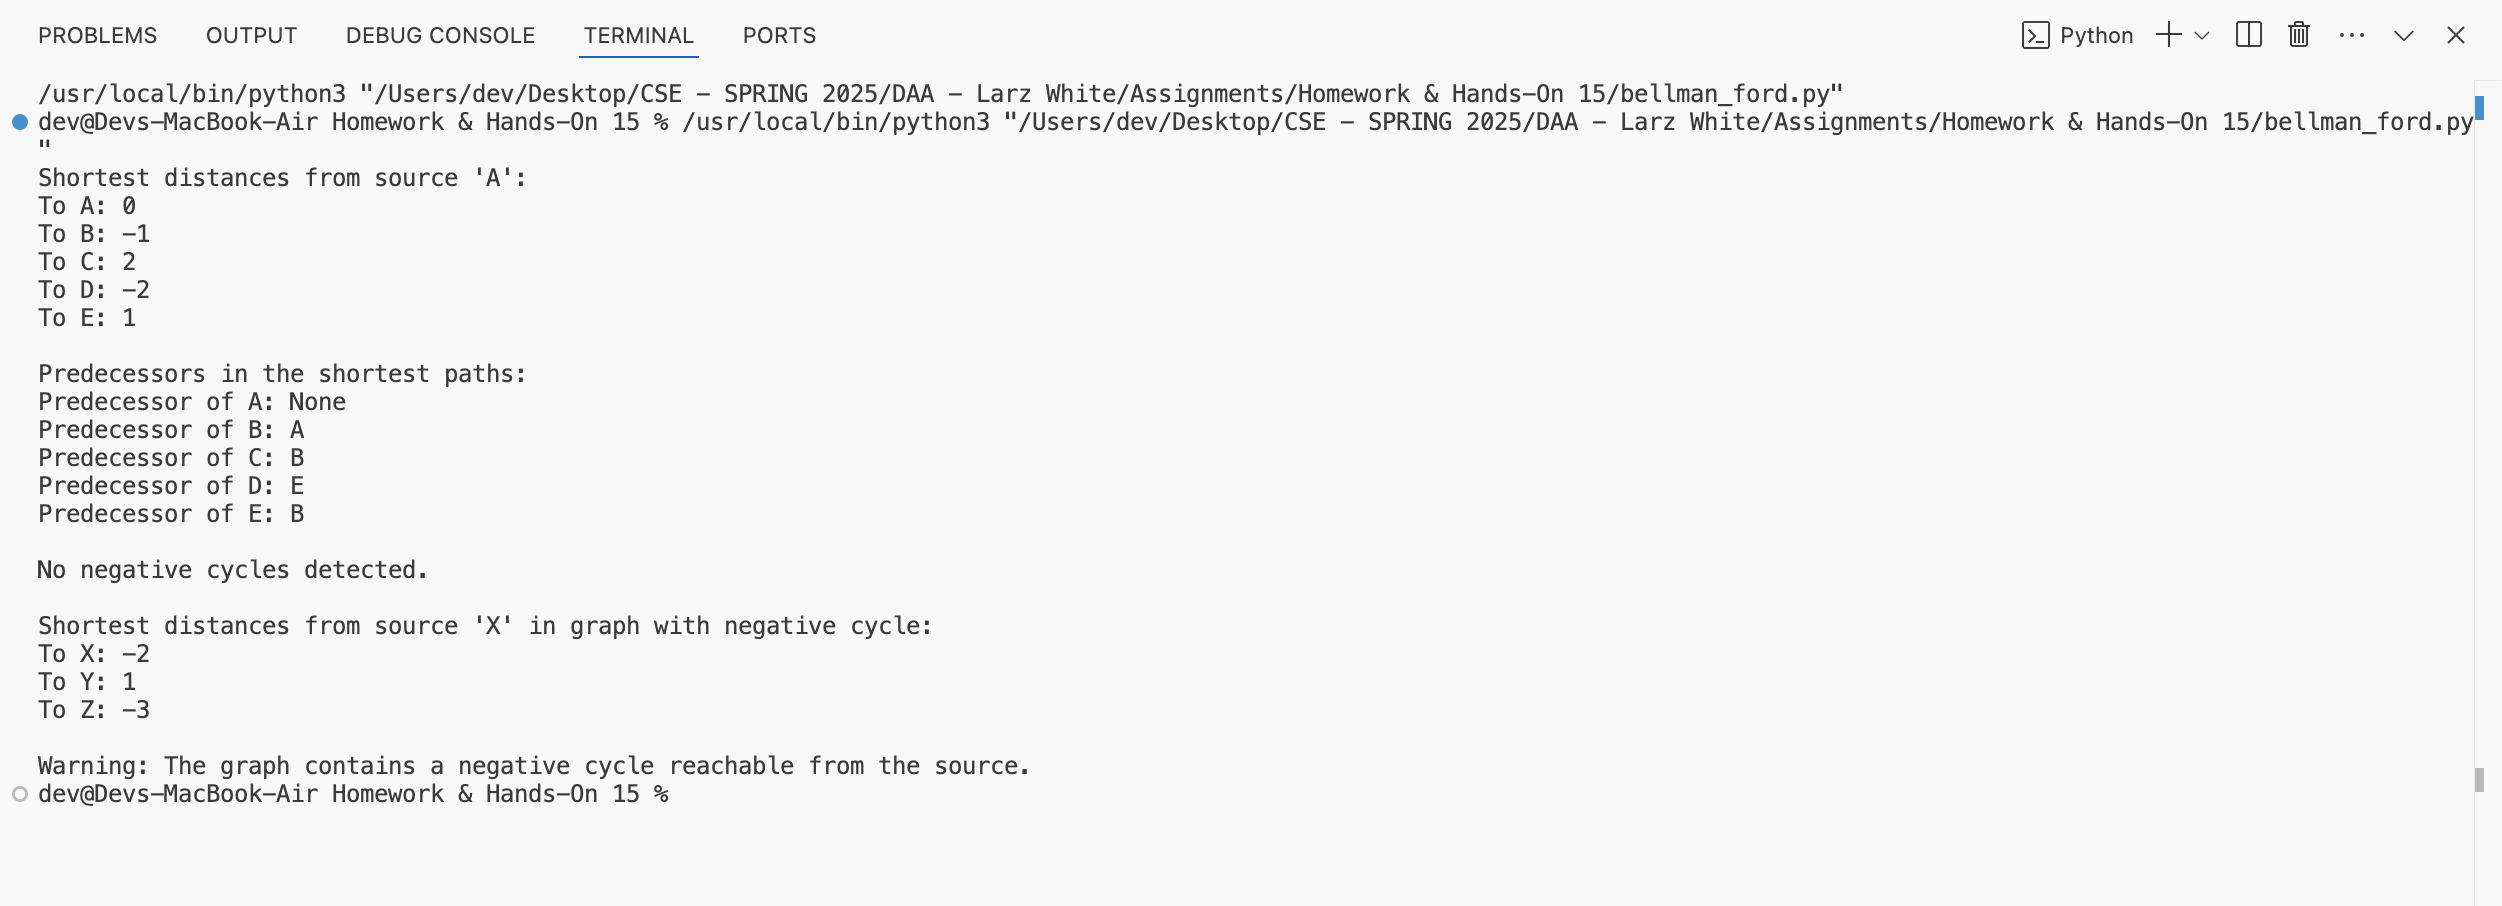 PROBLEMS OUTPUT DEBUG CONSOLE TERMINAL PORTS Python
/usr/local/bin/python3 "/Users/dev/Desktop/CSE - SPRING 2025/DAA - Larz White/Assignments/Homework & Hands-On 15/bellman_ford.py"
dev@Devs-MacBook-Air Homework & Hands-On 15 % /usr/local/bin/python3 "/Users/dev/Desktop/CSE - SPRING 2025/DAA - Larz White/Assignments/Homework & Hands-On 15/bellman_ford.py
"
Shortest distances from source 'A':
To A: 0
To B: -1
To C: 2
To D: -2
To E: 1

Predecessors in the shortest paths:
Predecessor of A: None
Predecessor of B: A
Predecessor of C: B
Predecessor of D: E
Predecessor of E: B

No negative cycles detected.

Shortest distances from source 'X' in graph with negative cycle:
To X: -2
To Y: 1
To Z: -3

Warning: The graph contains a negative cycle reachable from the source.
dev@Devs-MacBook-Air Homework & Hands-On 15 %